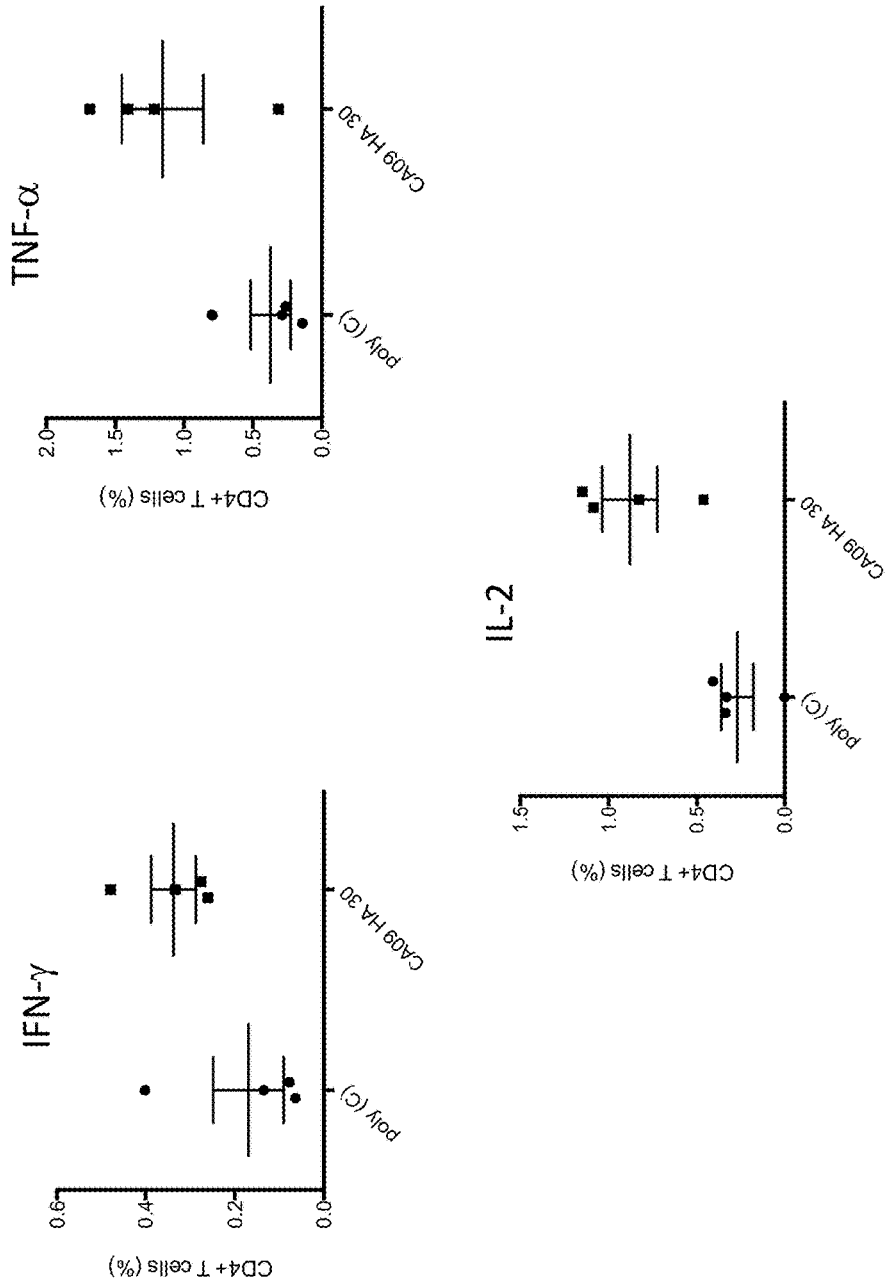 IFN-γ
CD4+ T cells (%)
0.6
0.4
0.2
0.0
poly (C)
CA09 HA 30
TNF-α
CD4+ T cells (%)
2.0
1.5
1.0
0.5
0.0
poly (C)
CA09 HA 30
IL-2
CD4+ T cells (%)
1.5
1.0
0.5
0.0
poly (C)
CA09 HA 30